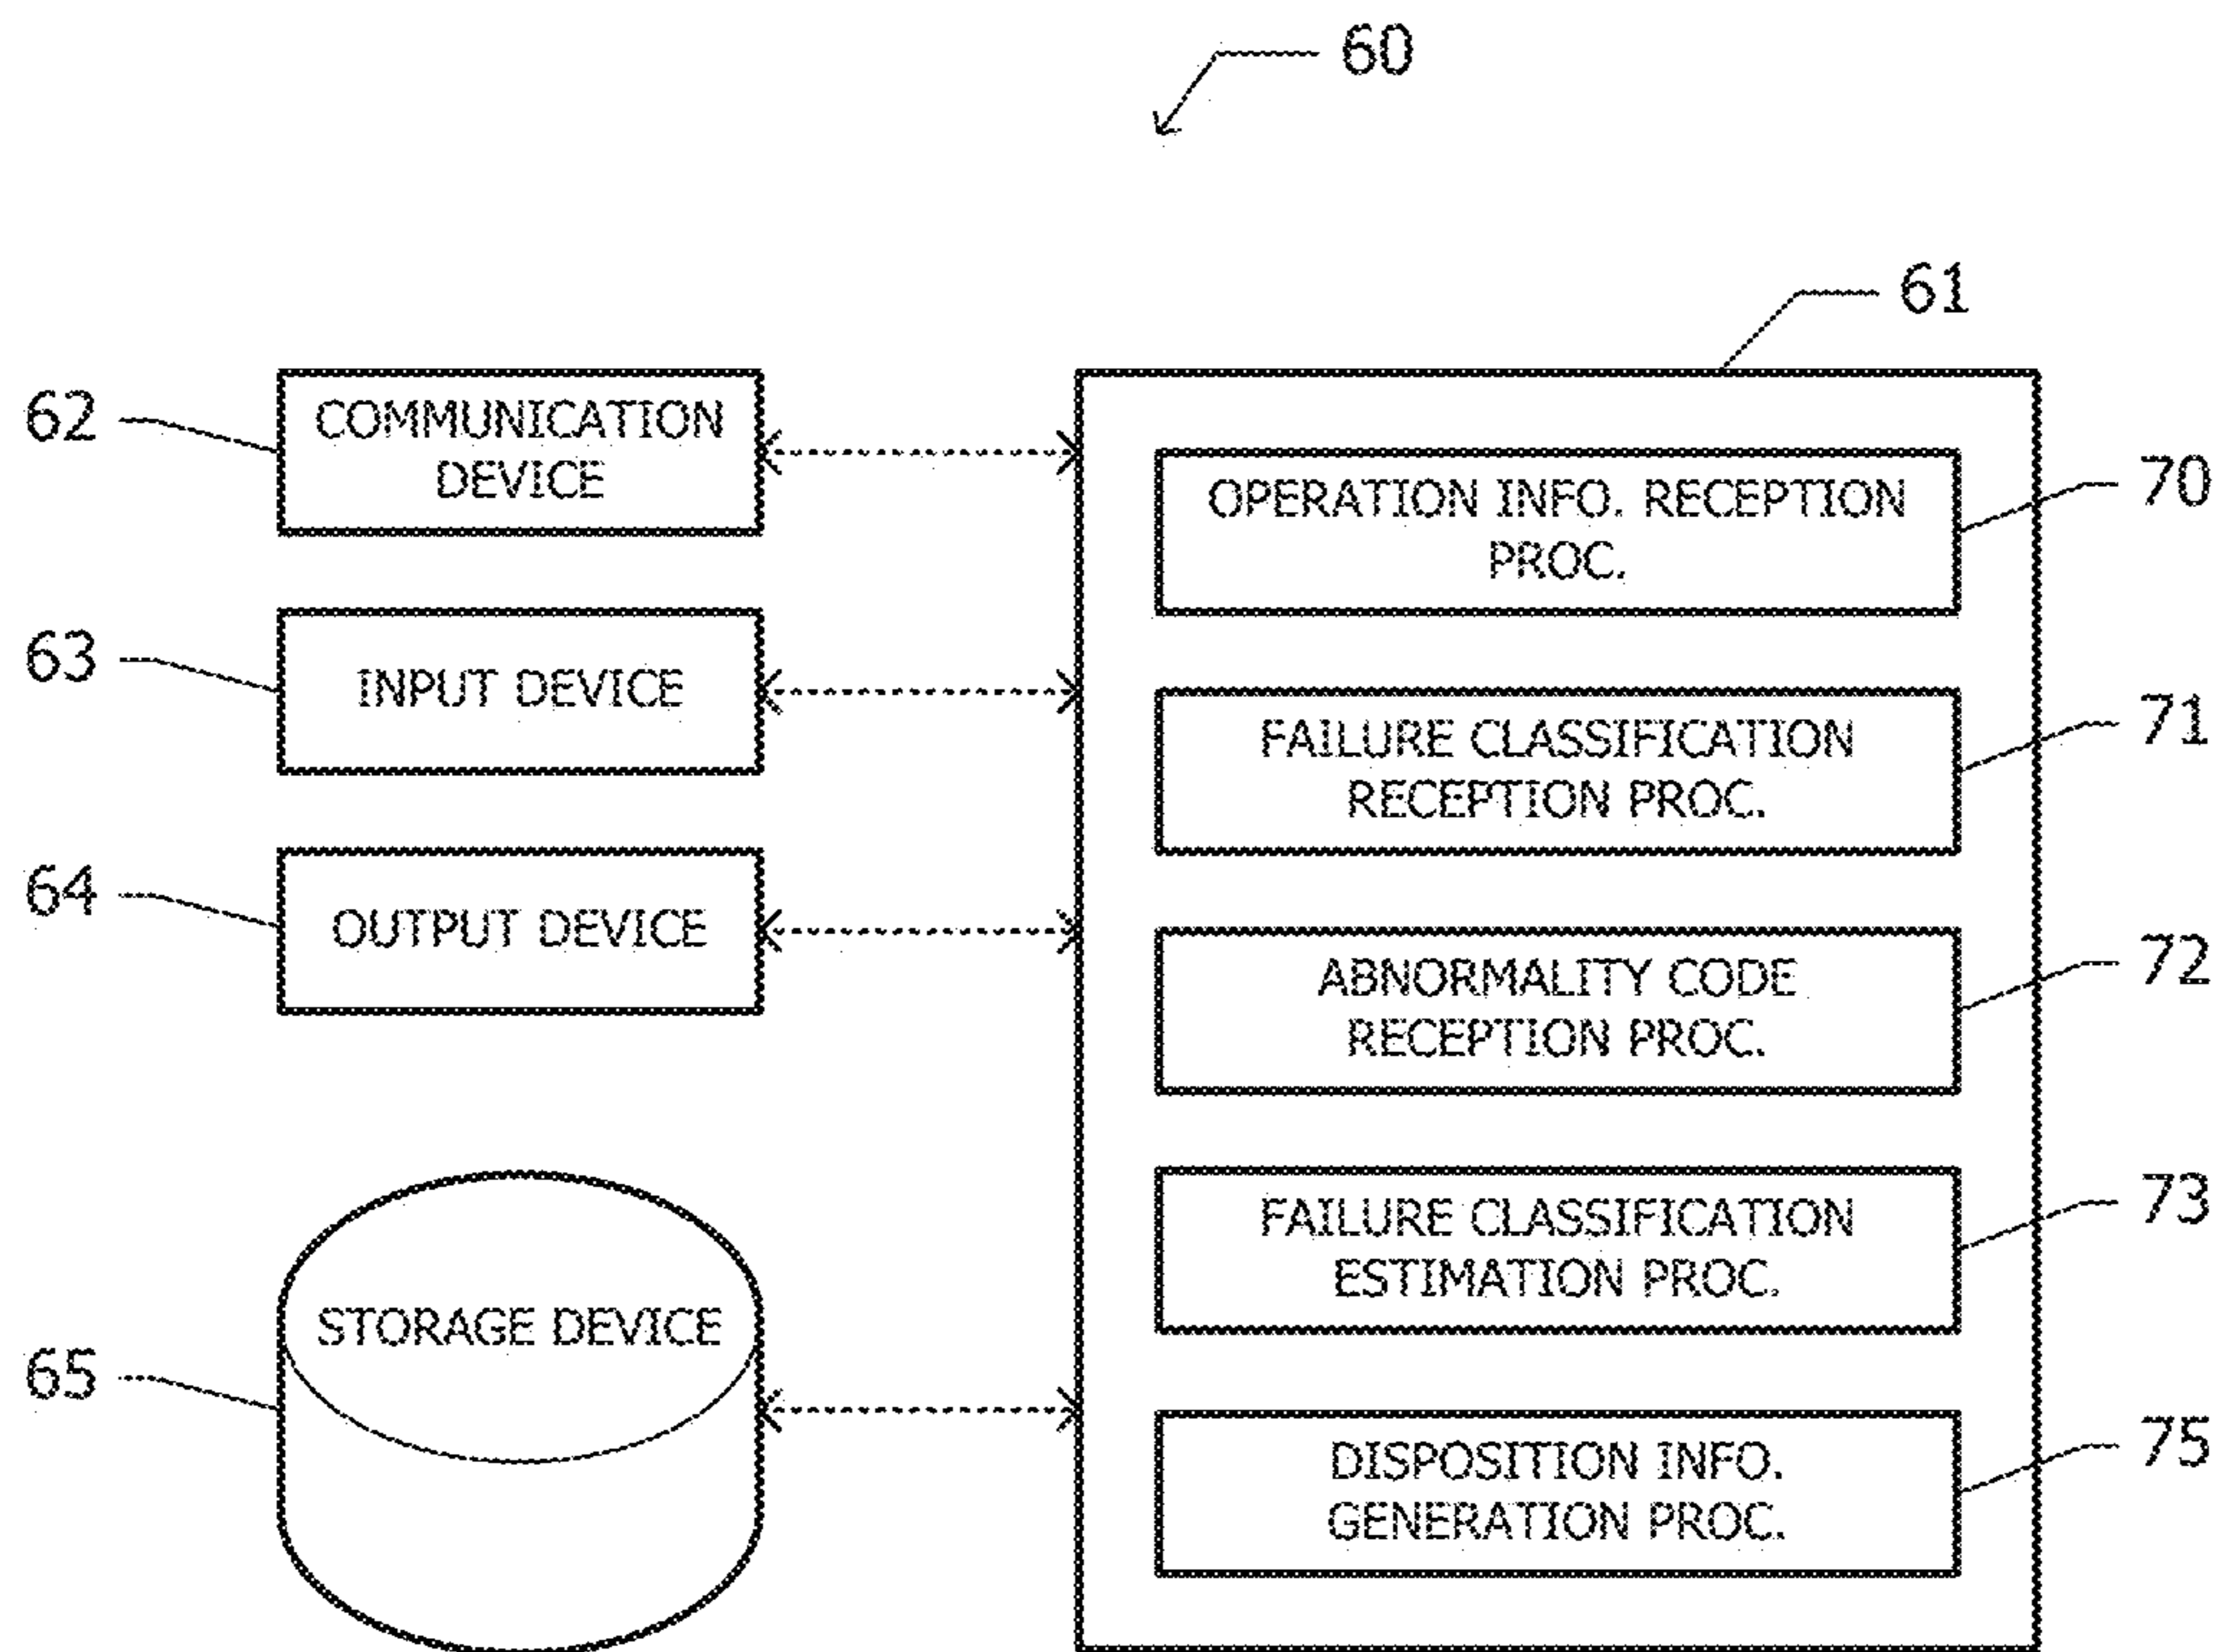 60
61
62
COMMUNICATION
DEVICE
63
INPUT DEVICE
64
OUTPUT DEVICE
65
STORAGE DEVICE
OPERATION INFO. RECEPTION
PROC.
70
FAILURE CLASSIFICATION
RECEPTION PROC.
71
ABNORMALITY CODE
RECEPTION PROC.
72
FAILURE CLASSIFICATION
ESTIMATION PROC.
73
DISPOSITION INFO.
GENERATION PROC.
75